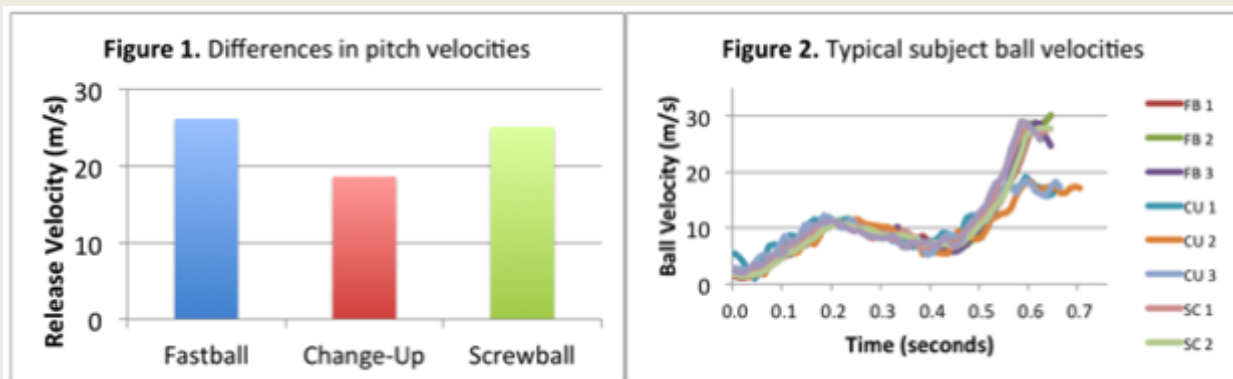 Figure 1. Differences in pitch velocities
Release Velocity (m/s)
30
20
10
0
Fastball Change-Up Screwball
Figure 2. Typical subject ball velocities
Ball Velocity (m/s)
30
20
10
0
0.0 0.1 0.2 0.3 0.4 0.5 0.6 0.7
Time (seconds)
FB 1
FB 2
FB 3
CU 1
CU 2
CU 3
SC 1
SC 2